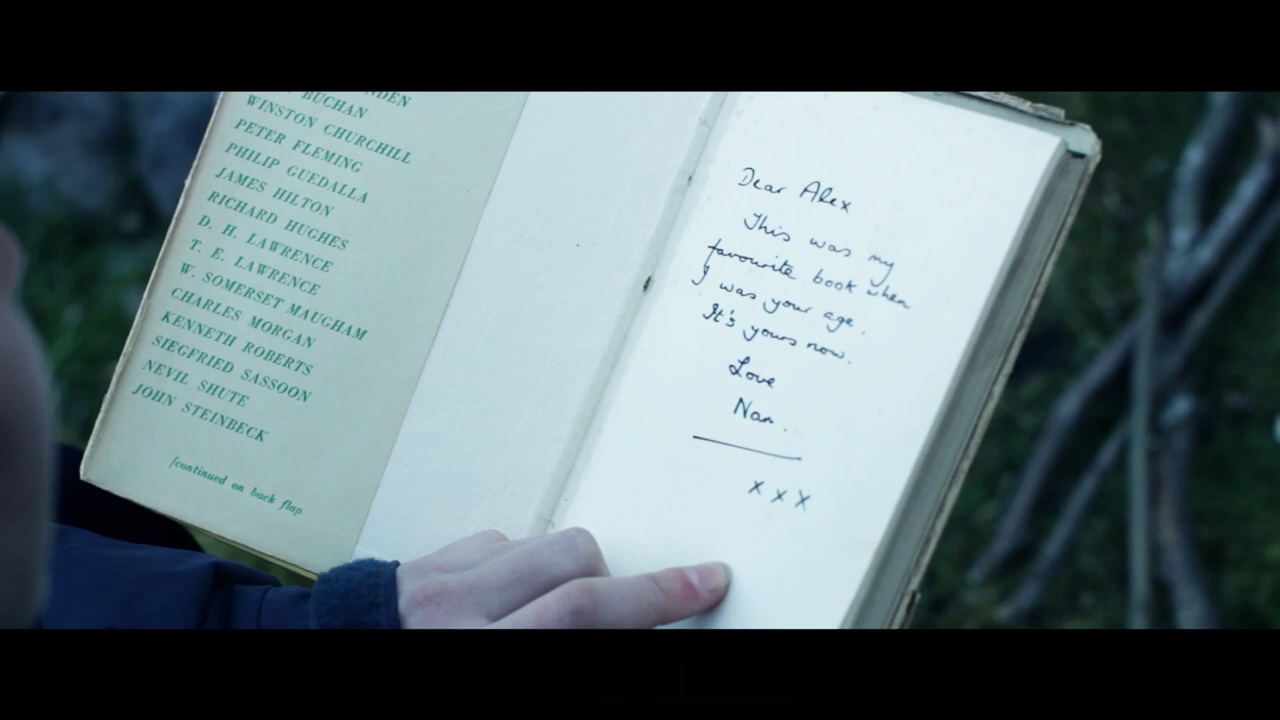 BUCHAN
WINSTON CHURCHILL
PETER FLEMING
PHILIP GUEDALLA
JAMES HILTON
RICHARD HUGHES
D. H. LAWRENCE
T. E. LAWRENCE
W. SOMERSET MAUGHAM
CHARLES MORGAN
KENNETH ROBERTS
SIEGFRIED SASSOON
NEVIL SHUTE
JOHN STEINBECK
[continued on back flap
Dear Alex
This was my
favourite book when
I was your age.
It's yours now.
Love
Nan.
x x x